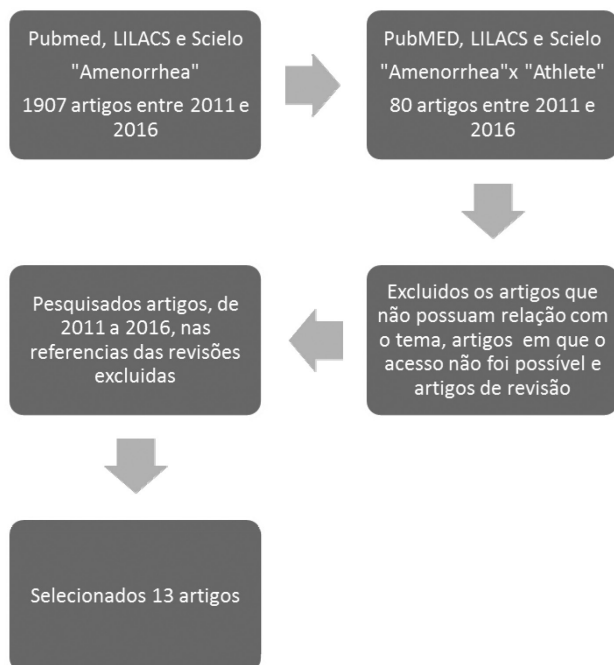 Pubmed, LILACS e Scielo
"Amenorrhea"
1907 artigos entre 2011 e
2016
PubMED, LILACS e Scielo
"Amenorrhea"x "Athlete"
80 artigos entre 2011 e
2016
Excluidos os artigos que
não possuam relação com
o tema, artigos em que o
acesso não foi possível e
artigos de revisão
Pesquisados artigos, de
2011 a 2016, nas
referencias das revisões
excluidas
Selecionados 13 artigos